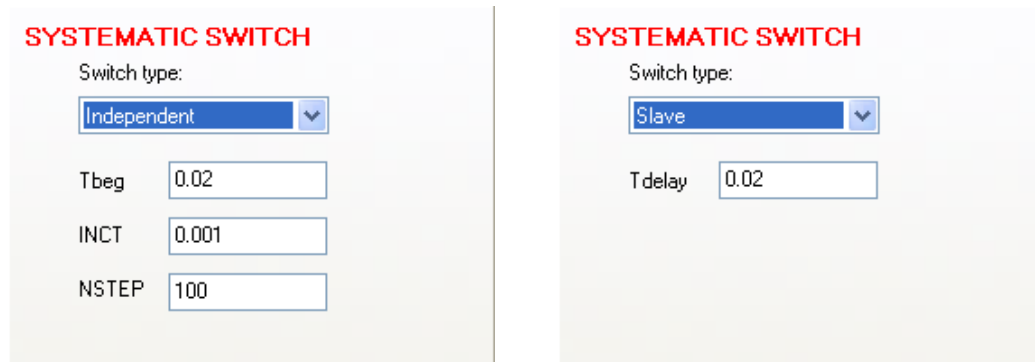 SYSTEMATIC SWITCH
Switch type:
Independent
Tbeg 0.02
INCT 0.001
NSTEP 100
SYSTEMATIC SWITCH
Switch type:
Slave
Tdelay 0.02